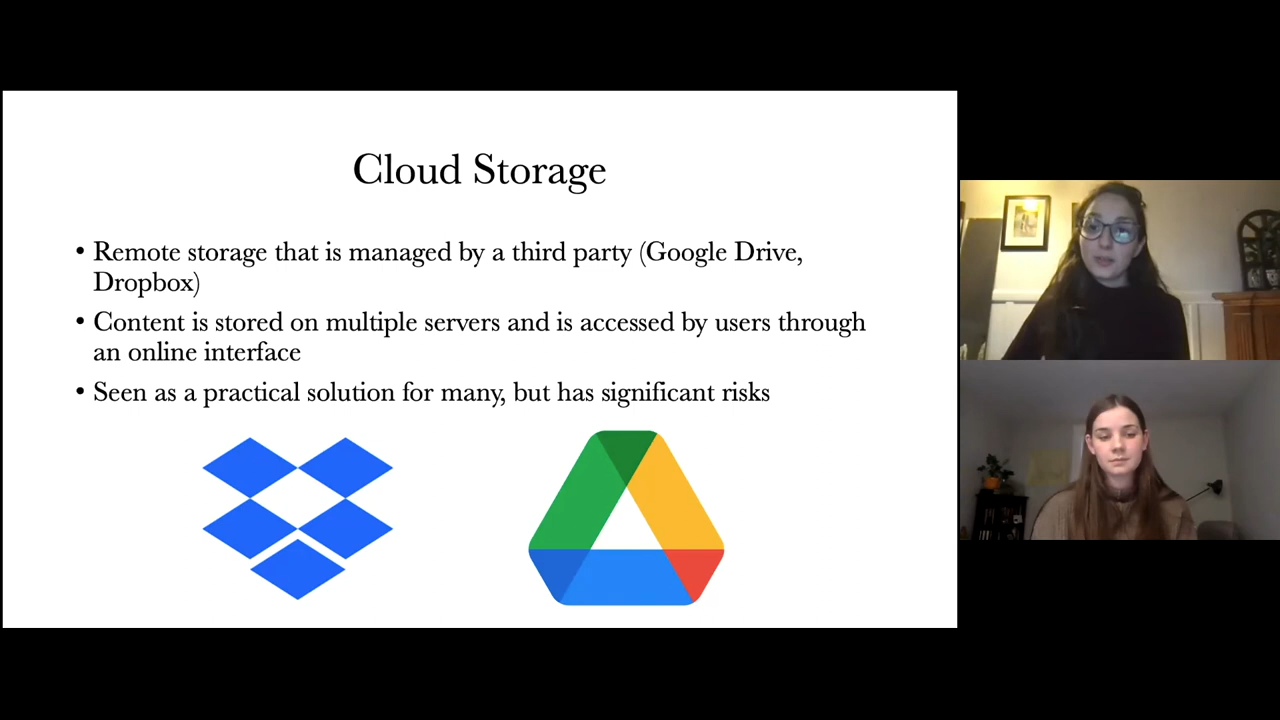 Cloud Storage
• Remote storage that is managed by a third party (Google Drive,
Dropbox)
• Content is stored on multiple servers and is accessed by users through
an online interface
• Seen as a practical solution for many, but has significant risks